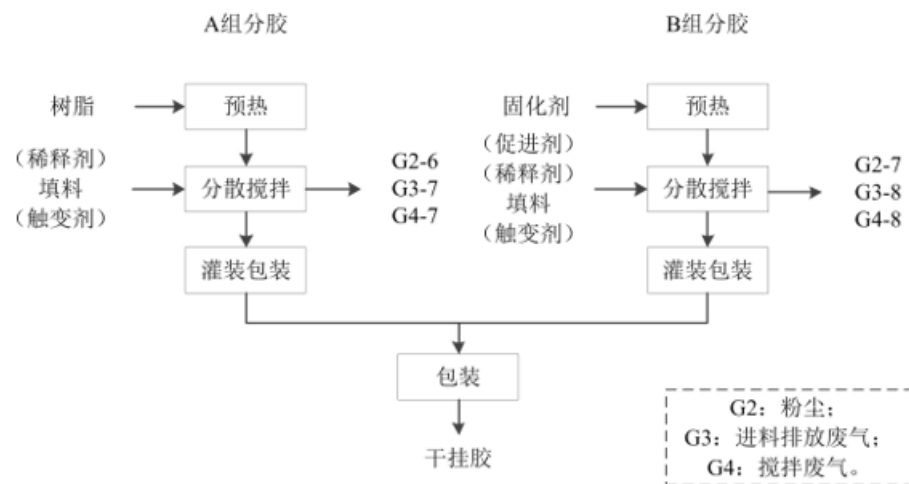 A组分胶
B组分胶
树脂
预热
固化剂
预热
（稀释剂）
填料
（触变剂）
分散搅拌
G2-6
G3-7
G4-7
（促进剂）
（稀释剂）
填料
（触变剂）
分散搅拌
G2-7
G3-8
G4-8
灌装包装
灌装包装
包装
干挂胶
G2：粉尘；
G3：进料排放废气；
G4：搅拌废气。